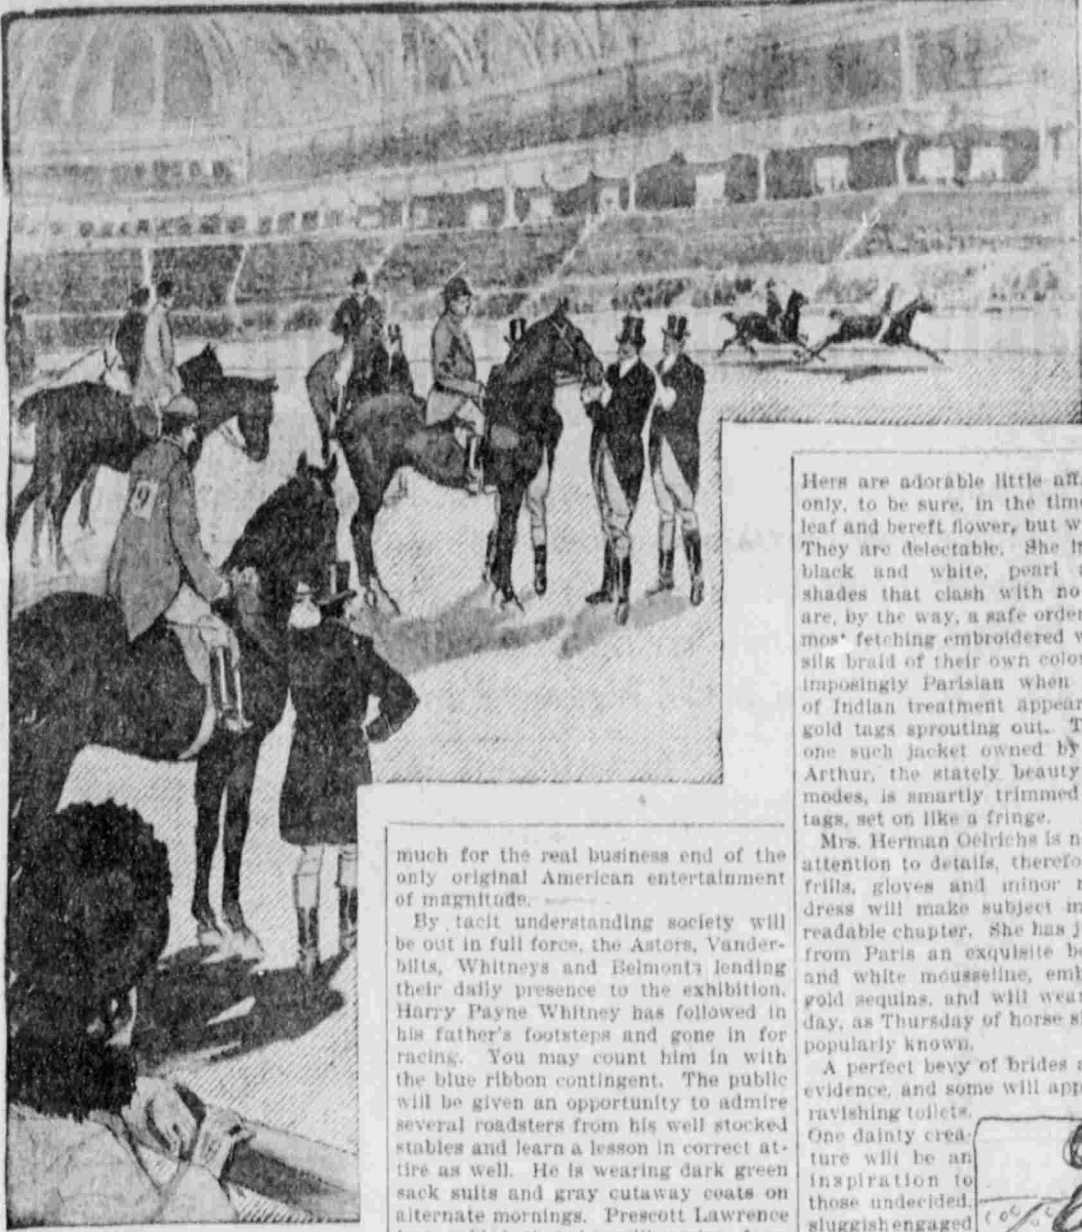 9
much for the real business end of the
only original American entertainment
of magnitude.
By tacit understanding society will
be out in full force, the Astors, Vander-
bilts, Whitneys and Belmonts lending
their daily presence to the exhibition.
Harry Payne Whitney has followed in
his father's footsteps and gone in for
racing. You may count him in with
the blue ribbon contingent. The public
will be given an opportunity to admire
several roadsters from his well stocked
stables and learn a lesson in correct at-
tire as well. He is wearing dark green
sack suits and gray cutaway coats on
alternate mornings. Prescott Lawrence
Hers are adorable little
only, to be sure, in the
leaf and bereft flower, but
They are delectable. She
black and white, pearl
shades that clash with
are, by the way, a safe
most fetching embroidered
silk braid of their own
imposingly Parisian when
of Indian treatment
gold tags sprouting out.
one such jacket owned by
Arthur, the stately beauty
modes, is smartly trimmed
tags, set on like a fringe.
Mrs. Herman Oelrichs is
attention to details,
frills, gloves and minor
dress will make subject
readable chapter. She has
from Paris an exquisite
and white mousseline,
gold sequins, and will
day, as Thursday of horse
popularly known.
A perfect bevy of brides
evidence, and some will
ravishing toilets.
One dainty crea-
ture will be an
inspiration to
those undecided,
sluggish engaged